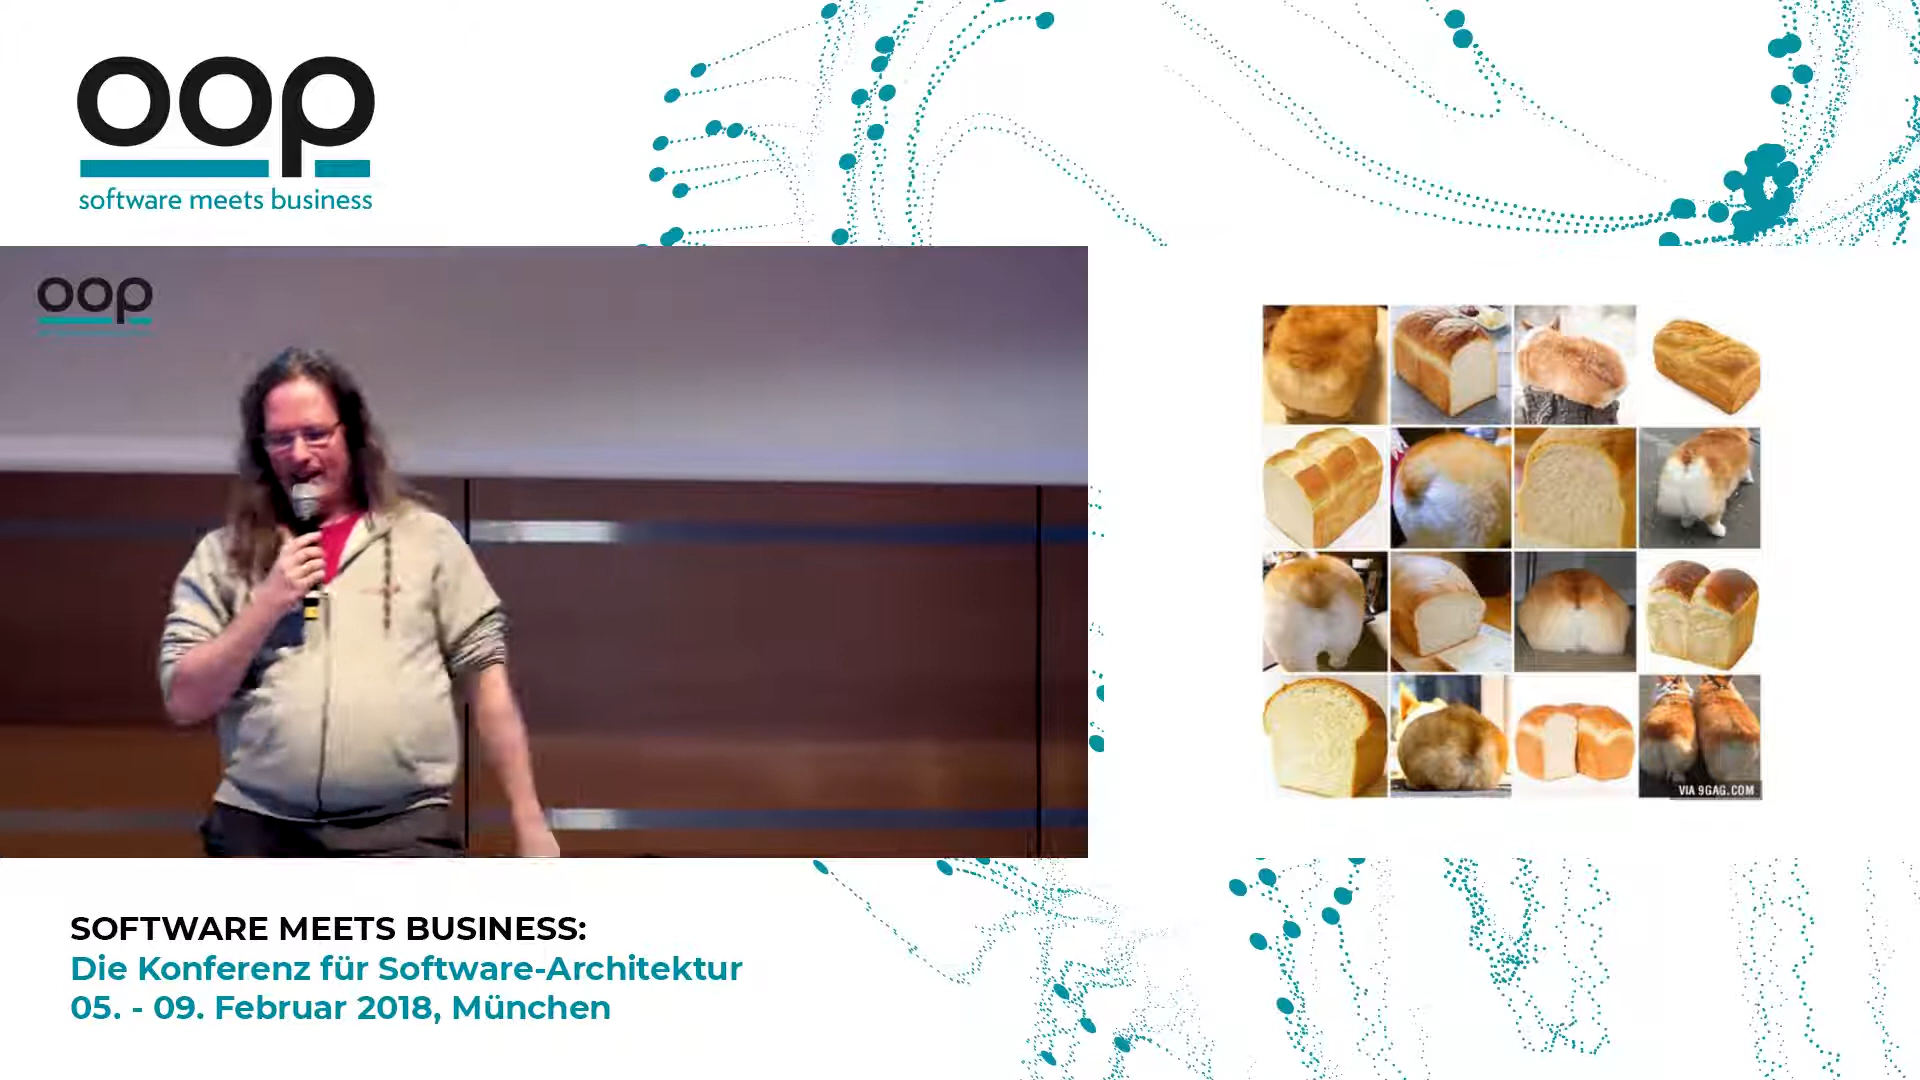 oop
software meets business
oop
VIA 9GAG.COM
SOFTWARE MEETS BUSINESS:
Die Konferenz für Software-Architektur
05. - 09. Februar 2018, München